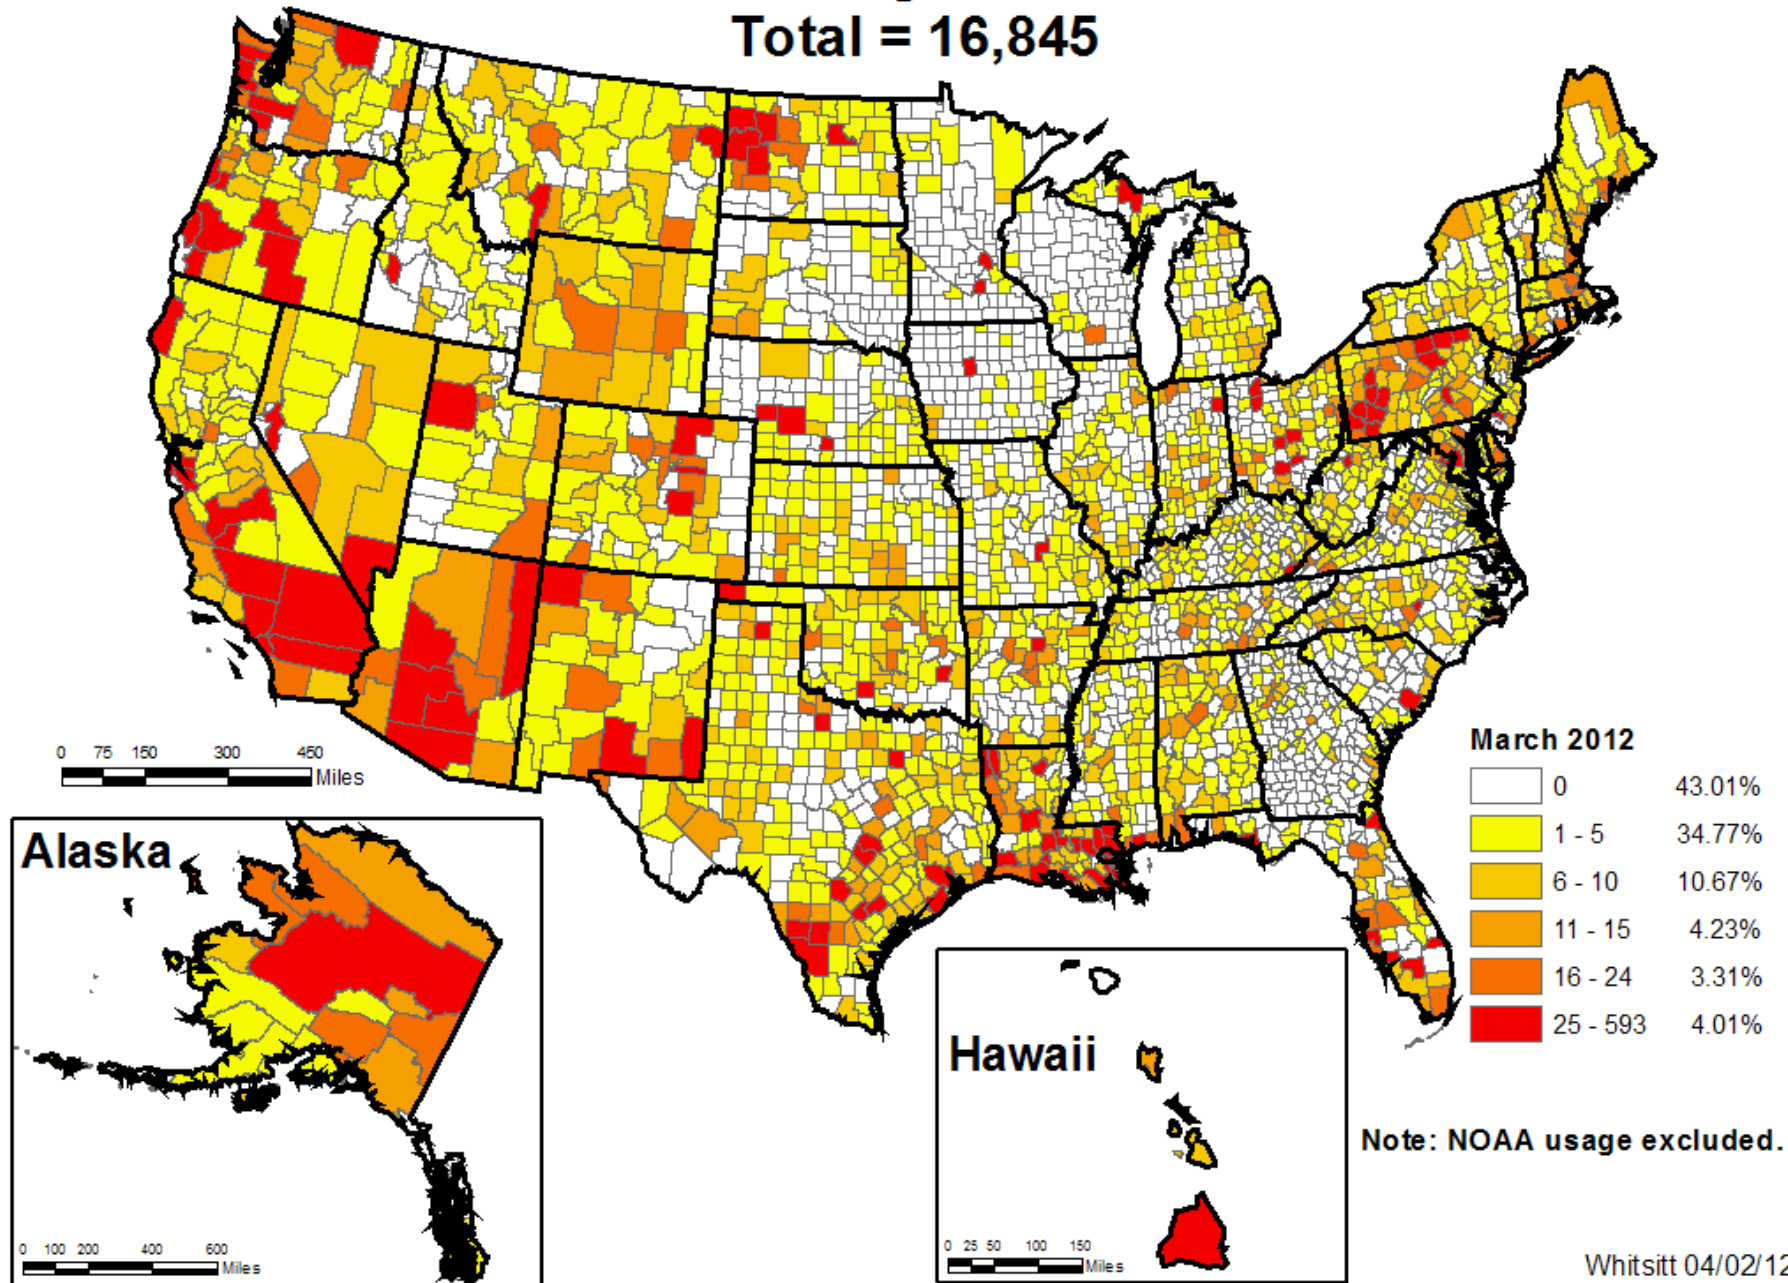 Total = 16,845
March 2012
0 43.01%
1 - 5 34.77%
6 - 10 10.67%
11 - 15 4.23%
16 - 24 3.31%
25 - 593 4.01%
0 75 150 300 450
Miles
Alaska
0 100 200 400 600
Miles
Hawaii
0 25 50 100 150
Miles
Note: NOAA usage excluded.
Whitsitt 04/02/12